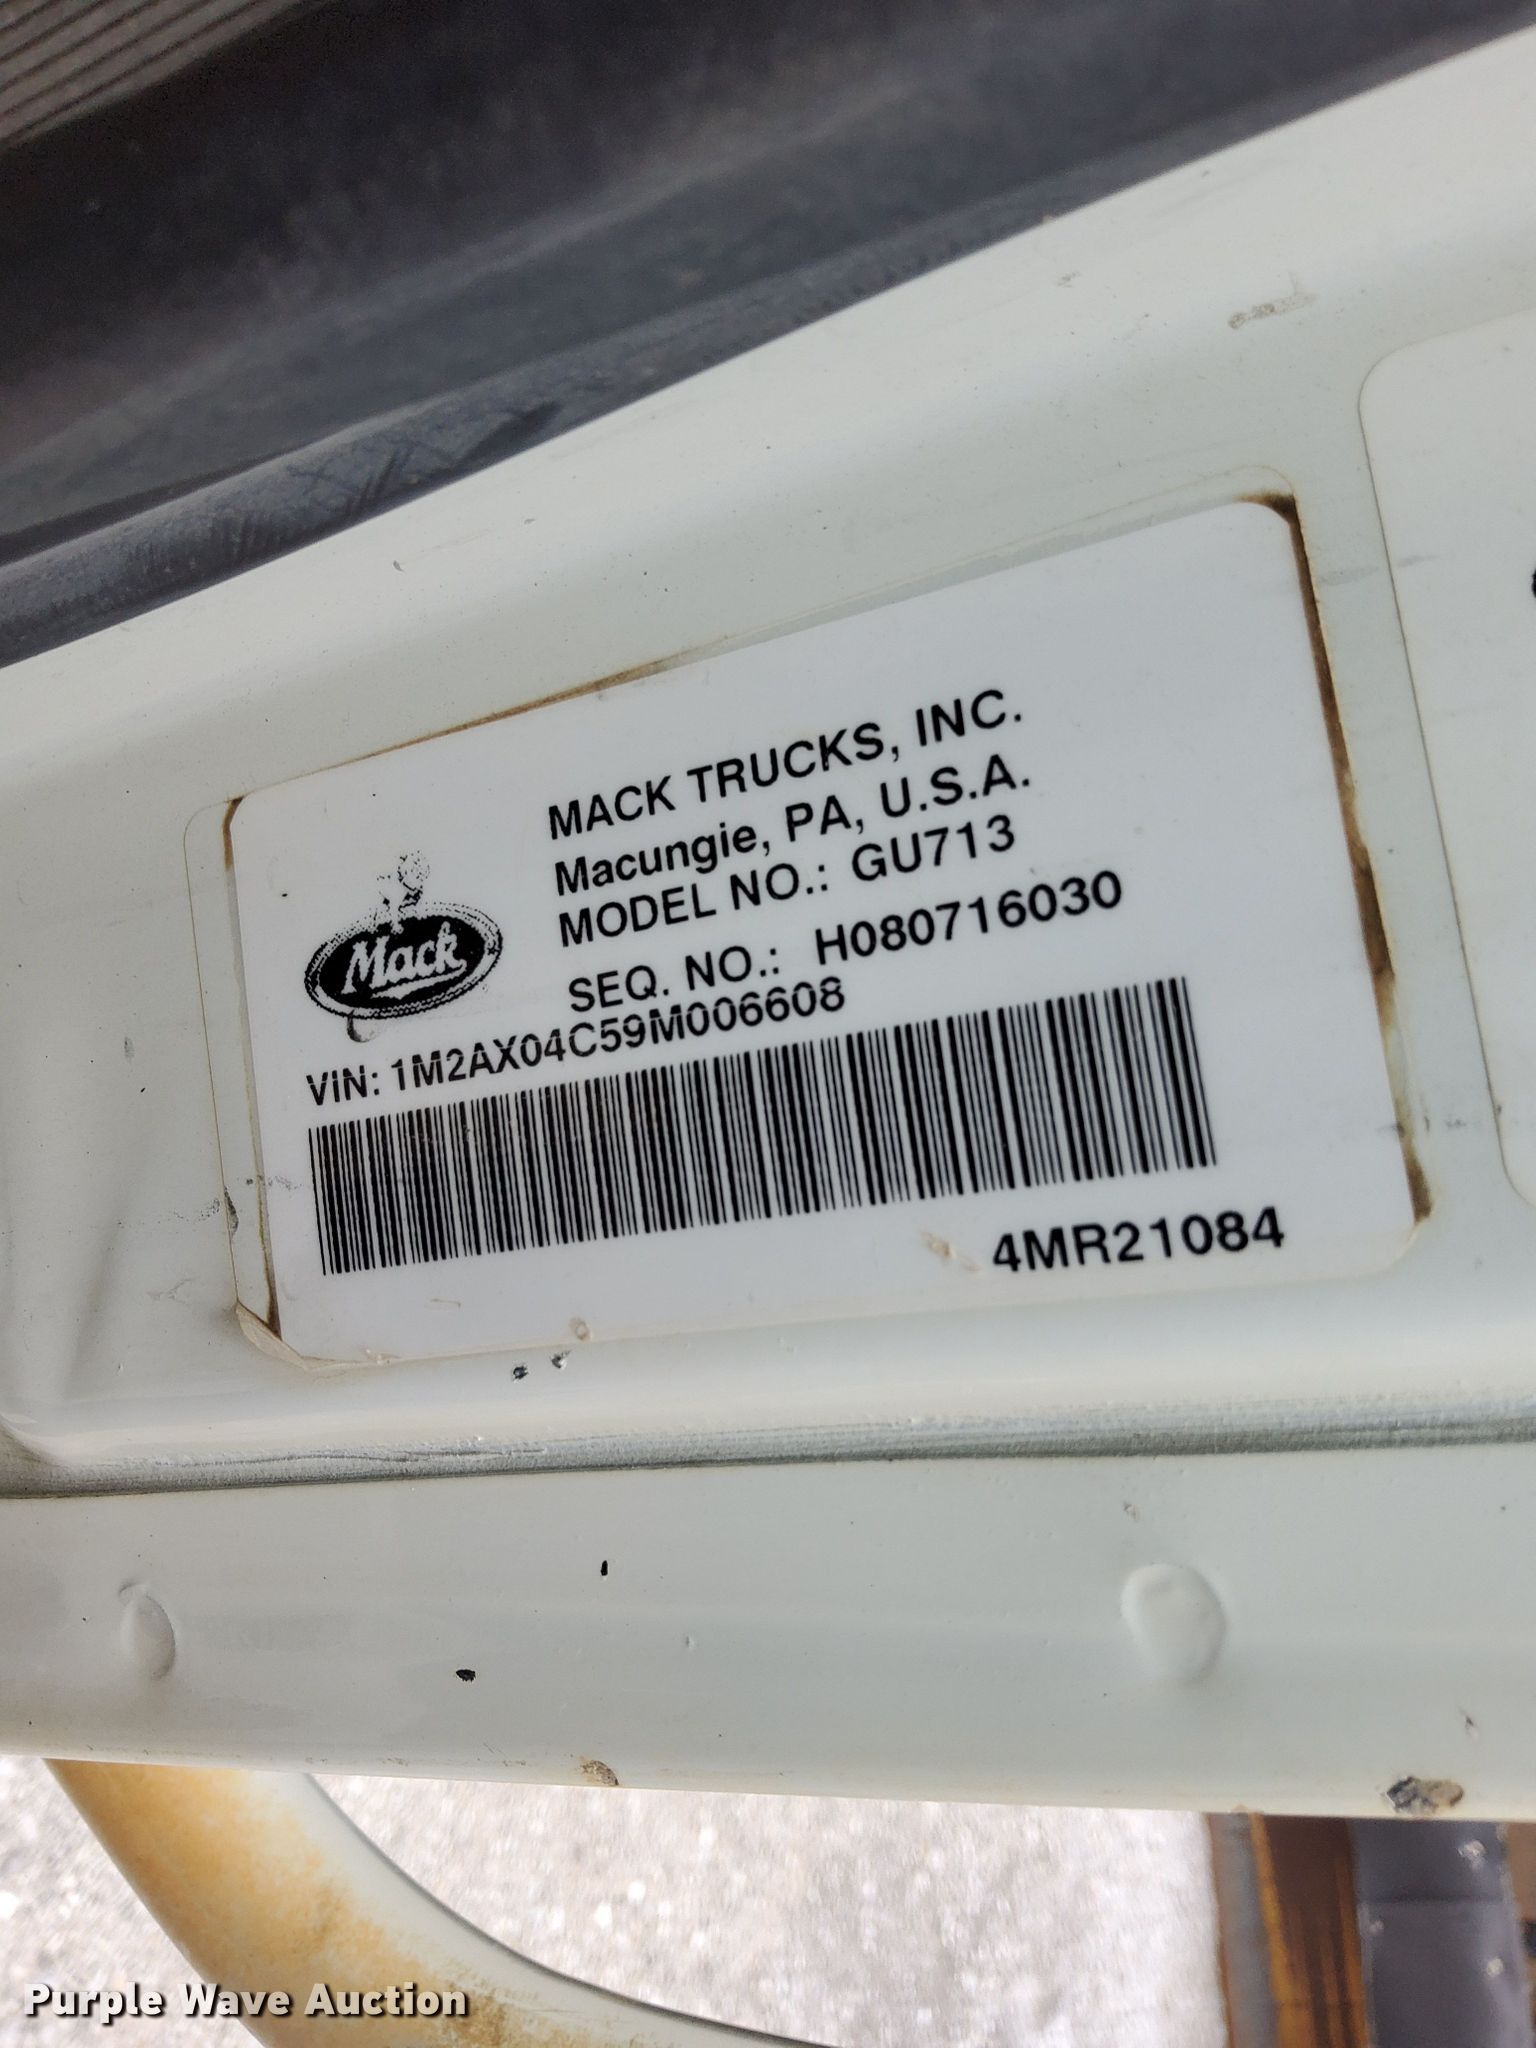 MACK TRUCKS, INC.
Macungie, PA, U.S.A.
MODEL NO.: GU713
SEQ. NO.: H080716030
Mack
VIN: 1M2AX04C59M006608
4MR21084
Purple Wave Auction